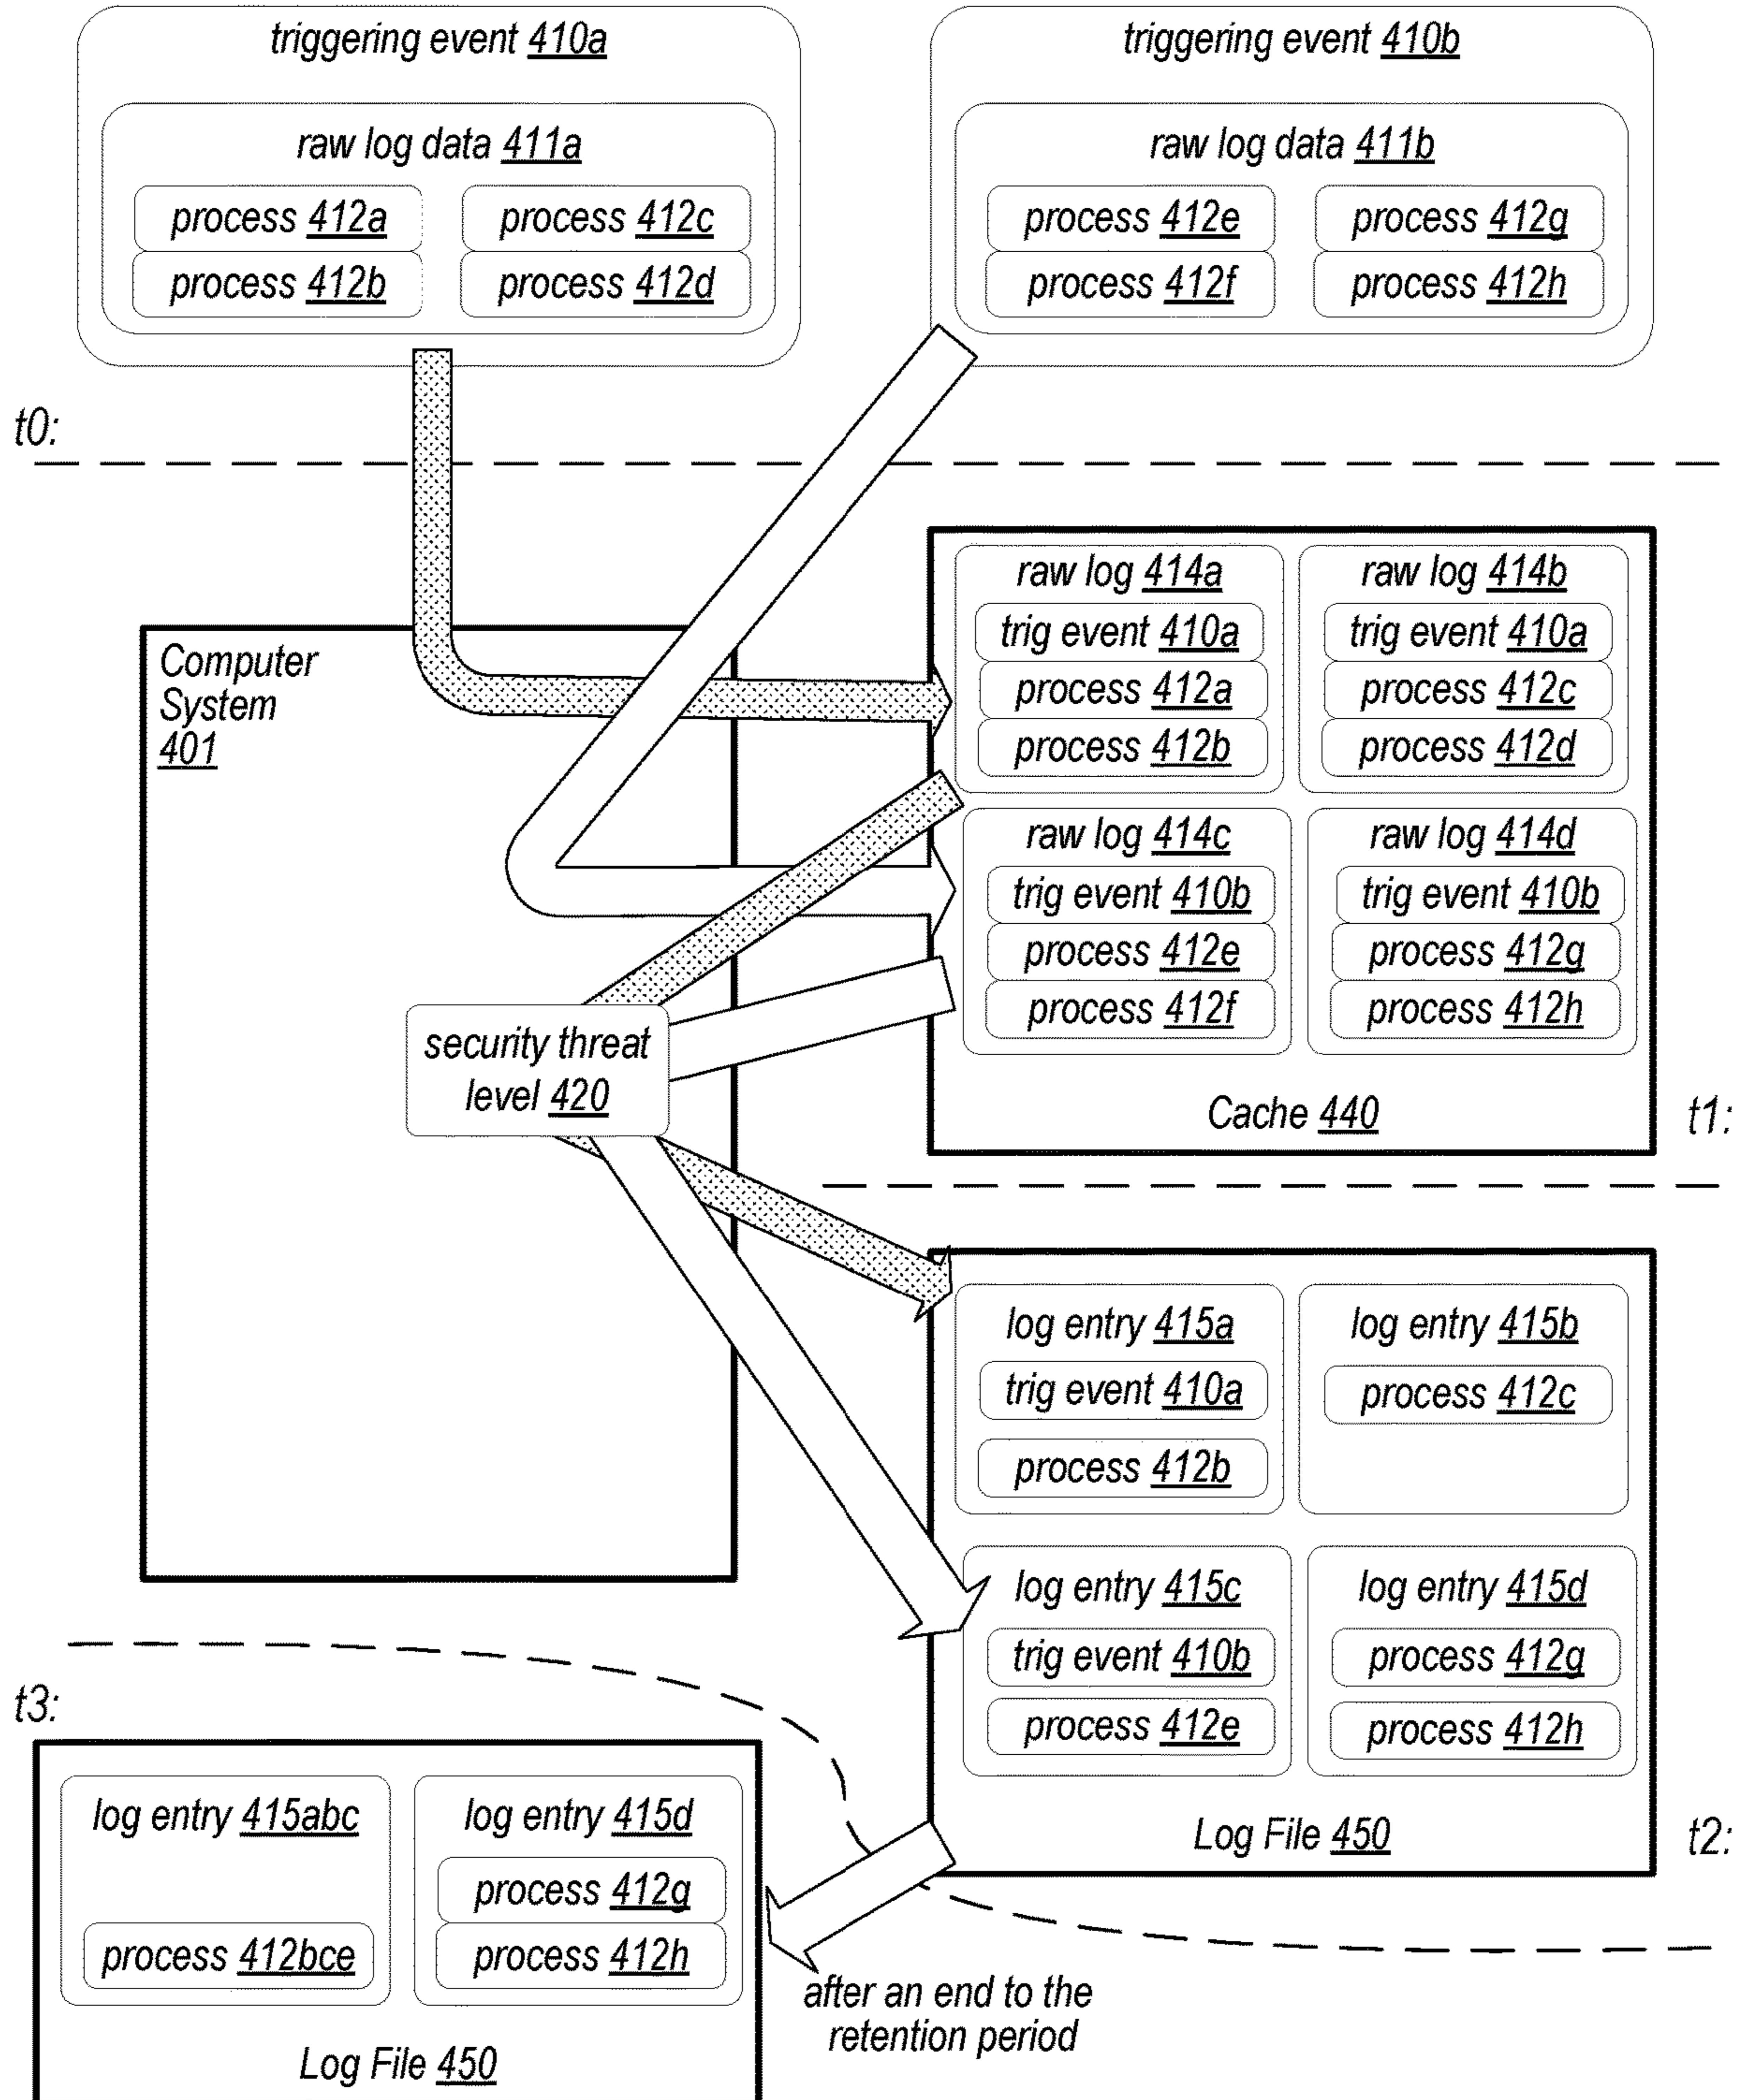 triggering event 410a
raw log data 411a
process 412a
process 412c
process 412b
process 412d
triggering event 410b
raw log data 411b
process 412e
process 412g
process 412f
process 412h
t0:
Computer
System
401
security threat
level 420
raw log 414a
trig event 410a
process 412a
process 412b
raw log 414b
trig event 410a
process 412c
process 412d
raw log 414c
trig event 410b
process 412e
process 412f
raw log 414d
trig event 410b
process 412g
process 412h
Cache 440
t1:
log entry 415a
trig event 410a
process 412b
log entry 415b
process 412c
log entry 415c
trig event 410b
process 412e
log entry 415d
process 412g
process 412h
Log File 450
t2:
t3:
log entry 415abc
process 412bce
log entry 415d
process 412g
process 412h
Log File 450
after an end to the
retention period